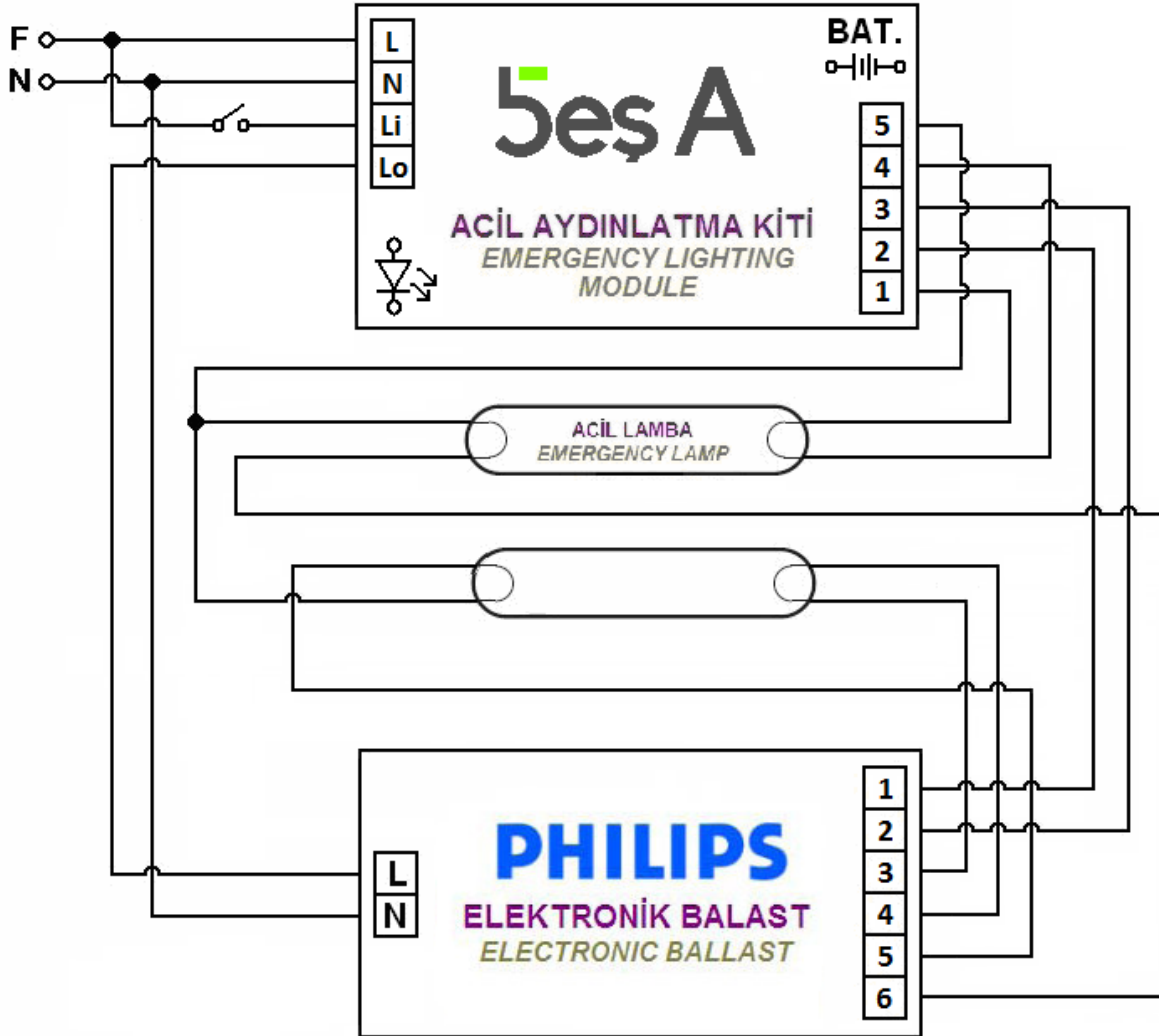 F
N
L
N
Li
Lo
BAT.
5eş A
5
4
3
2
1
ACİL AYDINLATMA KİTİ
EMERGENCY LIGHTING
MODULE
ACİL LAMBA
EMERGENCY LAMP
L
N
PHILIPS
ELEKTRONİK BALAST
ELECTRONIC BALLAST
1
2
3
4
5
6